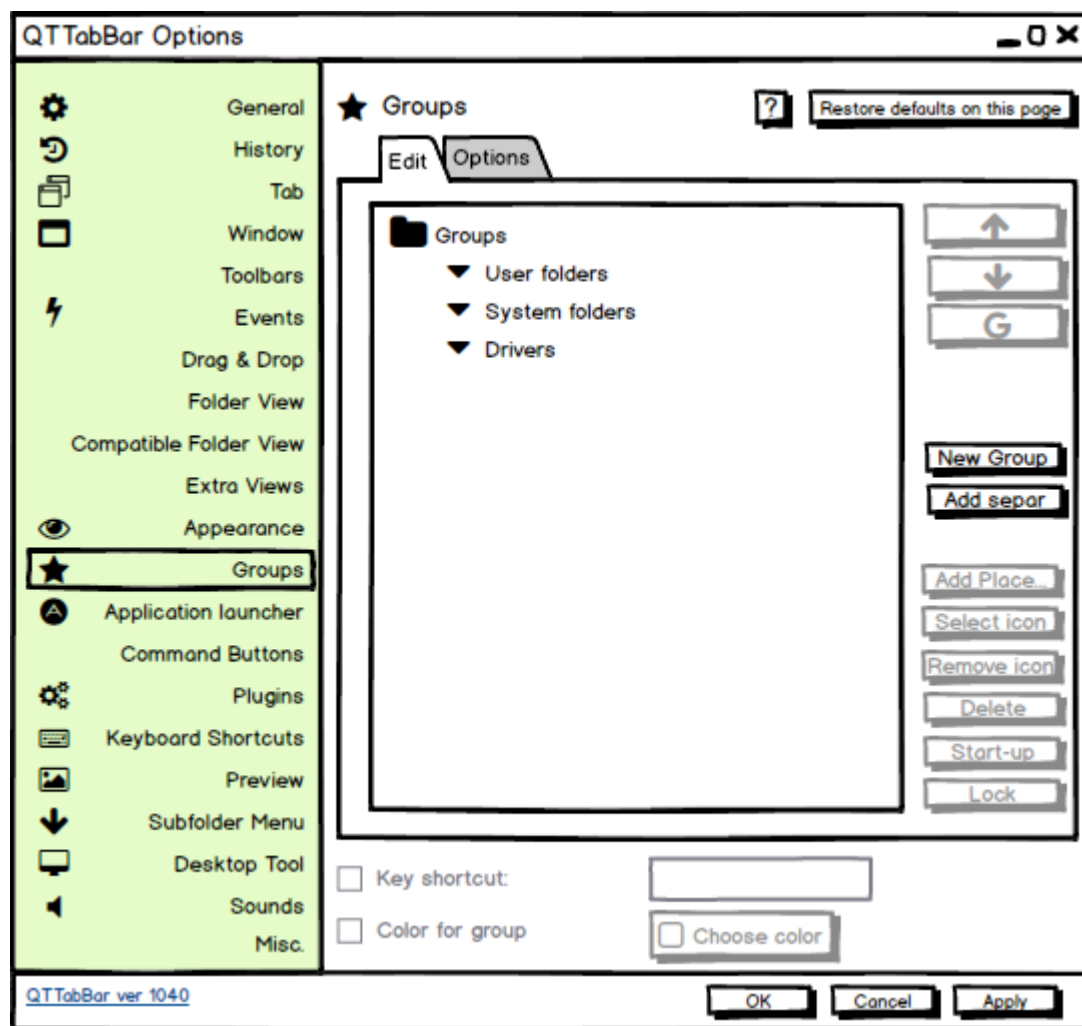 QTTabBar Options
General
History
Tab
Window
Toolbars
Events
Drag & Drop
Folder View
Compatible Folder View
Extra Views
Appearance
Groups
Application launcher
Command Buttons
Plugins
Keyboard Shortcuts
Preview
Subfolder Menu
Desktop Tool
Sounds
Misc.
Groups
?
Restore defaults on this page
Edit
Options
Groups
User folders
System folders
Drivers
G
New Group
Add separ
Add Place...
Select icon
Remove icon
Delete
Start-up
Lock
Key shortcut:
Color for group
Choose color
QTTabBar ver 1040
OK
Cancel
Apply